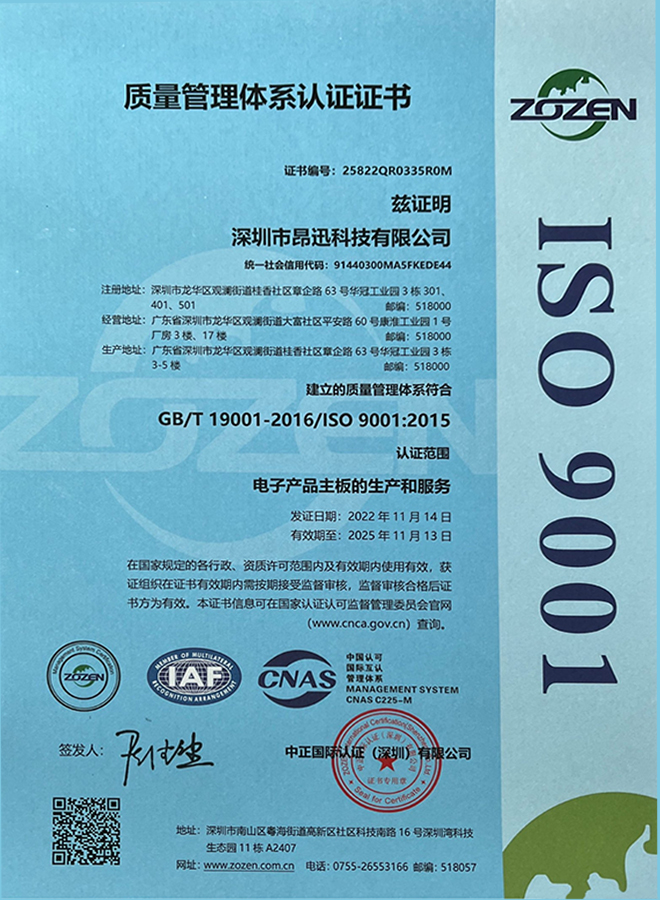 质量管理体系认证证书
ZOZEN
证书编号：25822QR0335R0M
兹证明
深圳市昂迅科技有限公司
统一社会信用代码：91440300MA5FKEDE44
注册地址：深圳市龙华区观澜街道桂香社区章企路 63 号华冠工业园 3 栋 301、
401、501 邮编：518000
经营地址：广东省深圳市龙华区观澜街道大富社区平安路 60 号康淮工业园 1 号
厂房 3 楼、17 楼 邮编：518000
生产地址：广东省深圳市龙华区观澜街道桂香社区章企路 63 号华冠工业园 3 栋
3-5 楼 邮编：518000
建立的质量管理体系符合
GB/T 19001-2016/ISO 9001:2015
认证范围
电子产品主板的生产和服务
发证日期：2022 年 11 月 14 日
有效期至：2025 年 11 月 13 日
在国家规定的各行政、资质许可范围内及有效期内使用有效，获
证组织在证书有效期内需按期接受监督审核，监督审核合格后证
书方为有效。本证书信息可在国家认证认可监督管理委员会官网
（www.cnca.gov.cn）查询。
ISO 9001
ZOZEN
Management System Certification
ZOZEN
MEMBER OF MULTILATERAL
IAF
RECOGNITION ARRANGEMENT
CNAS
中国认可
国际互认
管理体系
MANAGEMENT SYSTEM
CNAS C225-M
签发人：
中正国际认证（深圳）有限公司
证书专用章
Seal for Certificate
地址：深圳市南山区粤海街道高新区社区科技南路 16 号深圳湾科技
生态园 11 栋 A2407
网址：www.zozen.com.cn 电话：0755-26553166 邮编：518057